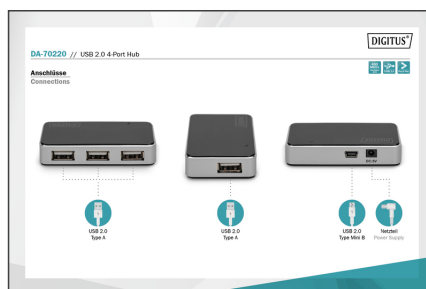 DIGITUS®
DA-70220 // USB 2.0 4-Port Hub
Anschlüsse
Connections
DC 5V
USB 2.0
Type A
USB 2.0
Type A
USB 2.0
Type Mini B
Netzteil
Power Supply